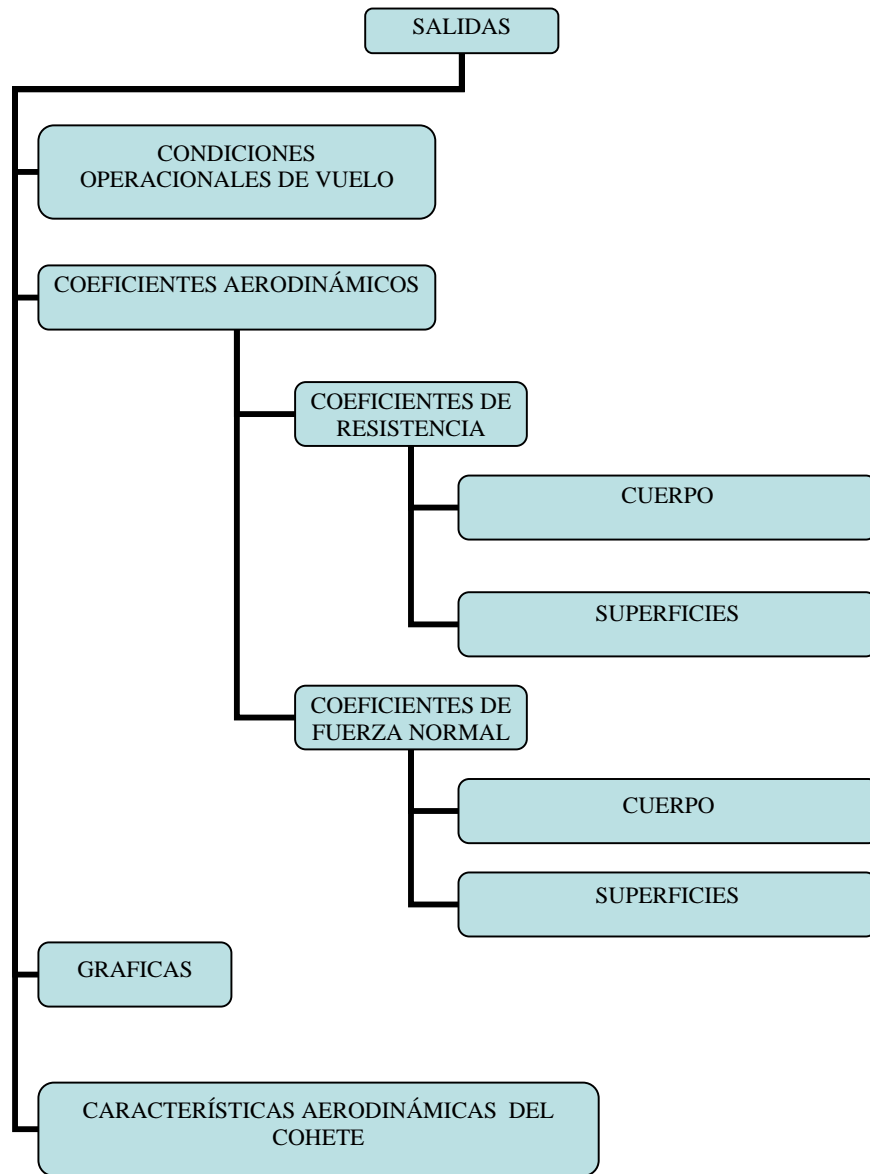 SALIDAS
CONDICIONES
OPERACIONALES DE VUELO
COEFICIENTES AERODINÁMICOS
COEFICIENTES DE
RESISTENCIA
CUERPO
SUPERFICIES
COEFICIENTES DE
FUERZA NORMAL
CUERPO
SUPERFICIES
GRAFICAS
CARACTERÍSTICAS AERODINÁMICAS DEL
COHETE